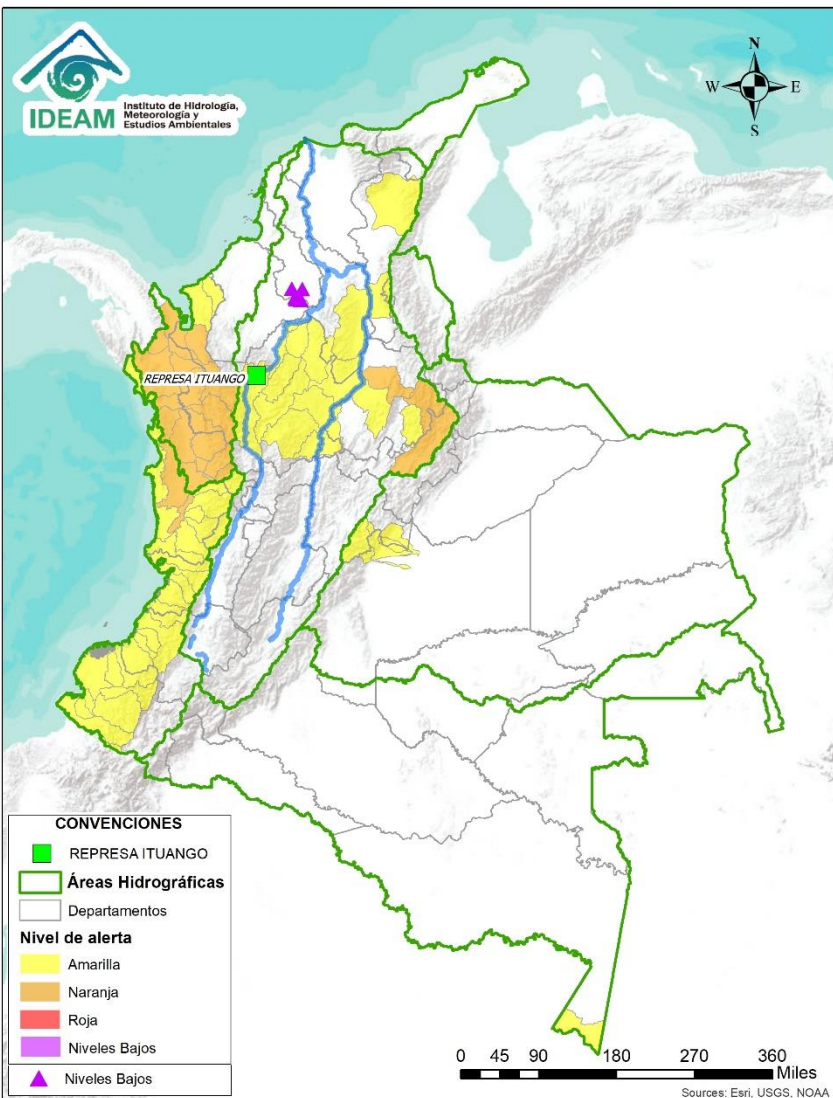 IDEAM
Instituto de Hidrología,
Meteorología y
Estudios Ambientales
N
W
E
S
REPRESA ITUANGO
CONVENCIONES
REPRESA ITUANGO
Áreas Hidrográficas
Departamentos
Nivel de alerta
Amarilla
Naranja
Roja
Niveles Bajos
Niveles Bajos
0 45 90 180 270 360
Miles
Sources: Esri, USGS, NOAA